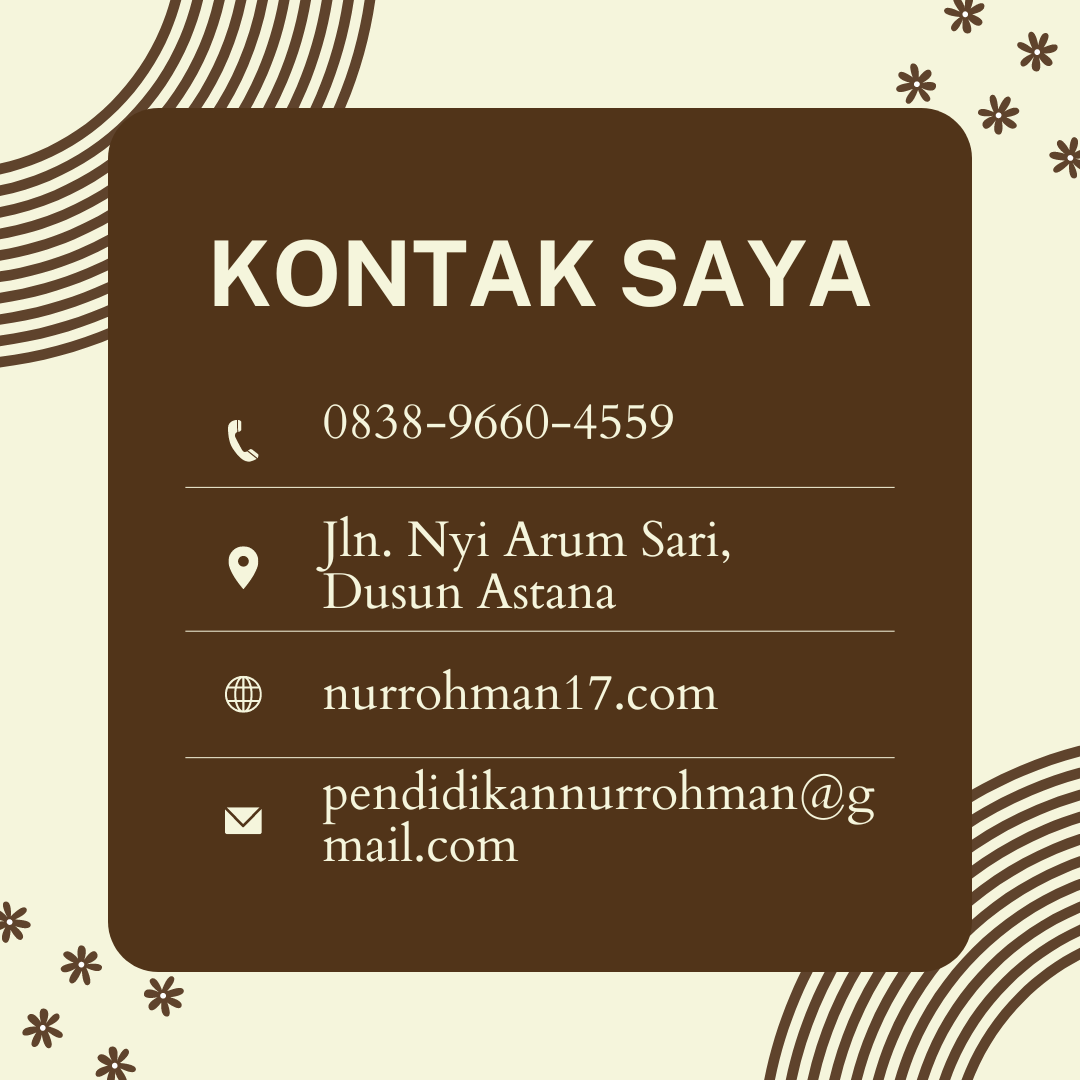 KONTAK SAYA
0838-9660-4559
Jln. Nyi Arum Sari,
Dusun Astana
nurrohman17.com
pendidikannurrohman@g
mail.com